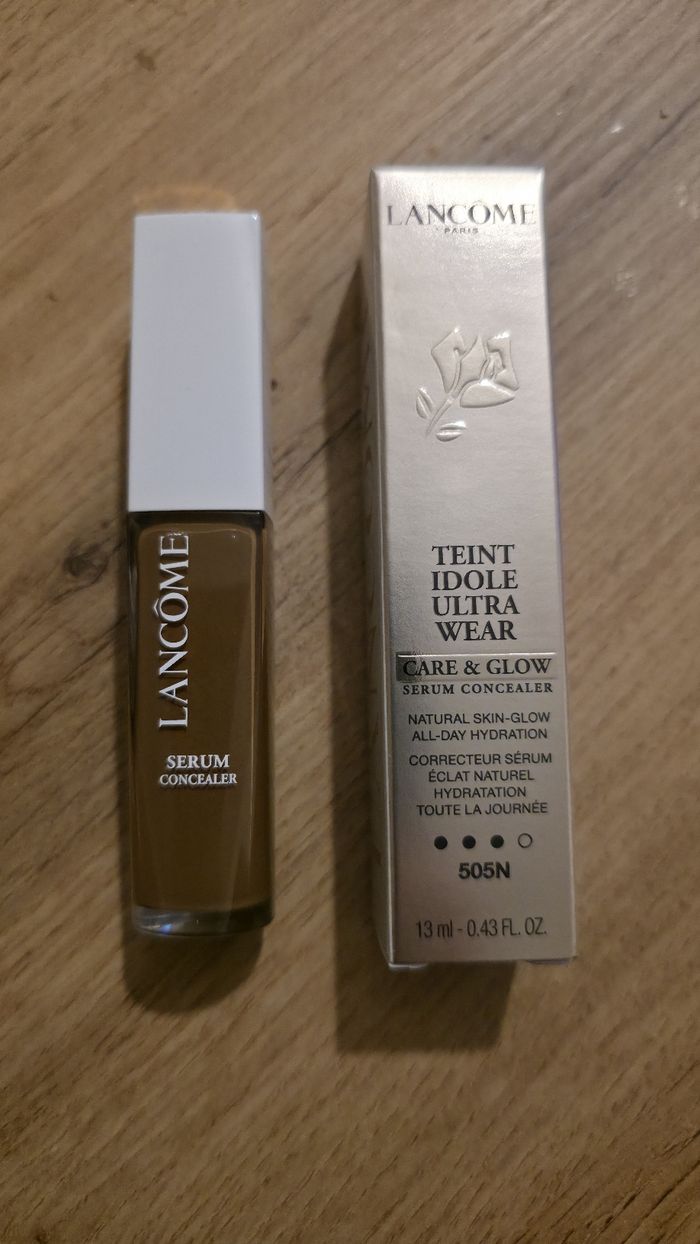 LANCÔME
SERUM
CONCEALER
LANCÔME
PARIS
TEINT
IDOLE
ULTRA
WEAR
CARE & GLOW
SERUM CONCEALER
NATURAL SKIN-GLOW
ALL-DAY HYDRATION
CORRECTEUR SÉRUM
ÉCLAT NATUREL
HYDRATATION
TOUTE LA JOURNÉE
505N
13 ml - 0.43 FL. OZ.